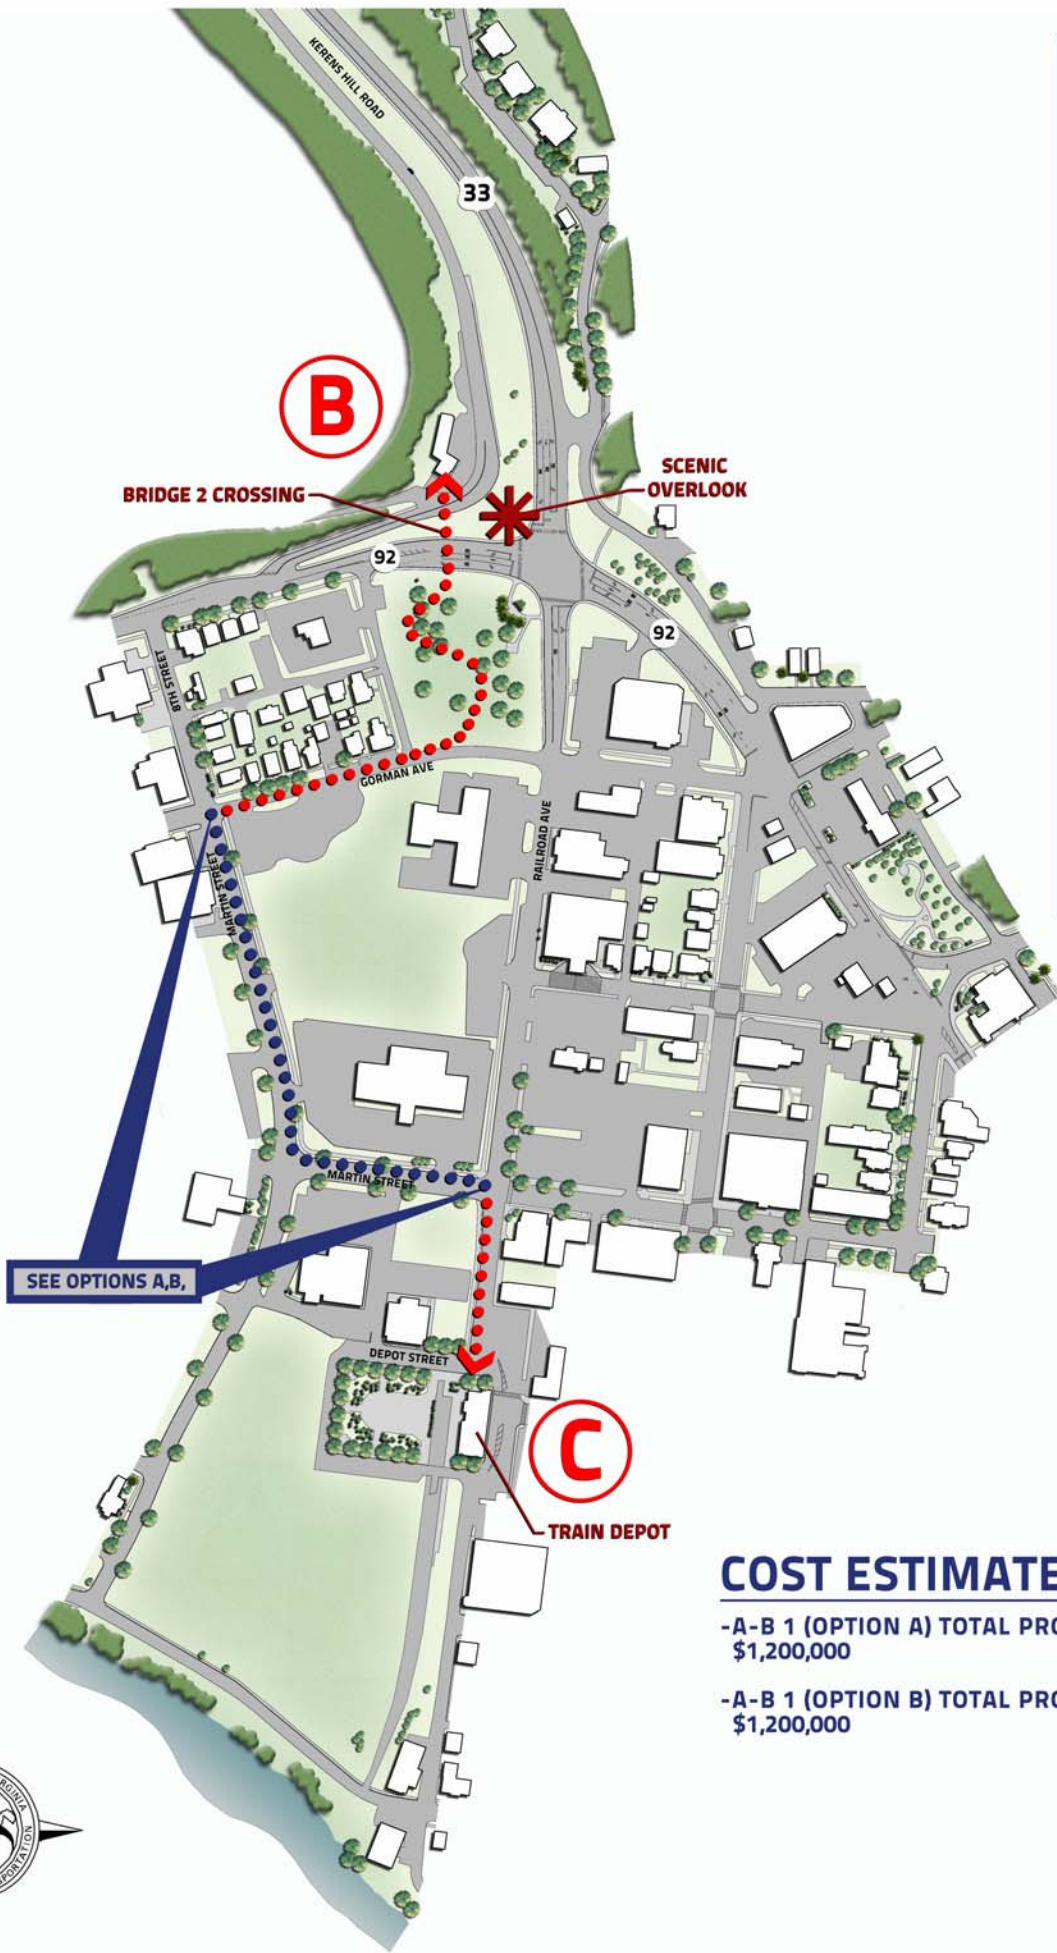 KERENS HILL ROAD
33
B
SCENIC
OVERLOOK
BRIDGE 2 CROSSING
92
92
8TH STREET
GORMAN AVE
RAILROAD AVE
MARTIN STREET
MARTIN STREET
SEE OPTIONS A,B,
DEPOT STREET
C
TRAIN DEPOT
COST ESTIMATE
-A-B 1 (OPTION A) TOTAL PRO
$1,200,000
-A-B 1 (OPTION B) TOTAL PRO
$1,200,000